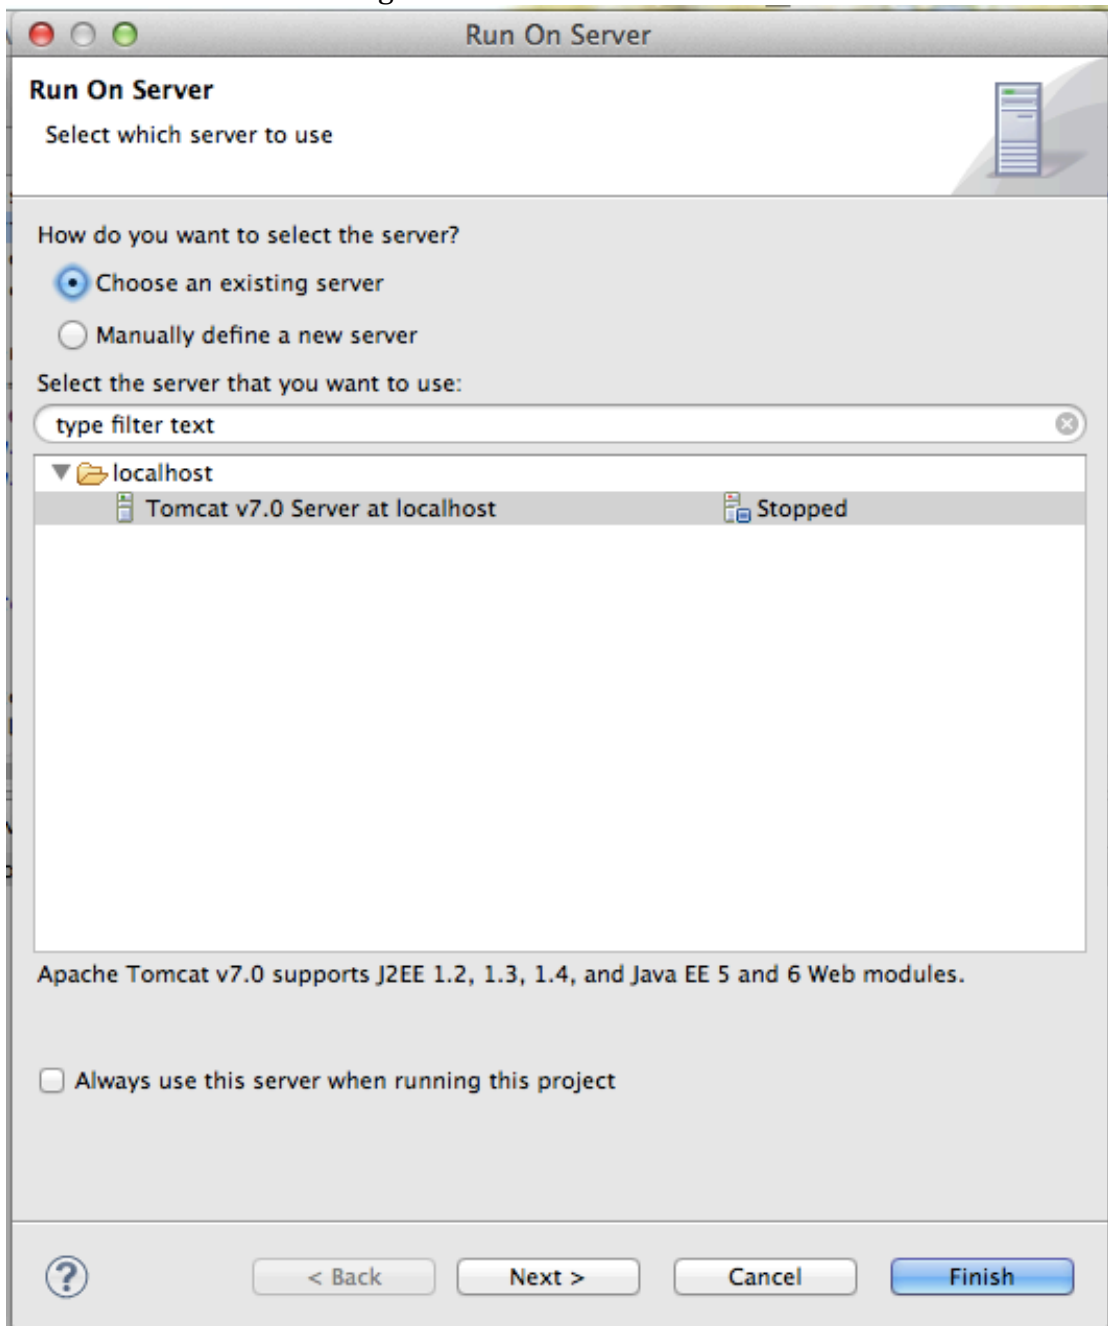 Run On Server
Run On Server
Select which server to use
How do you want to select the server?
Choose an existing server
Manually define a new server
Select the server that you want to use:
type filter text
localhost
Tomcat v7.0 Server at localhost Stopped
Apache Tomcat v7.0 supports J2EE 1.2, 1.3, 1.4, and Java EE 5 and 6 Web modules.
Always use this server when running this project
? < Back Next > Cancel Finish